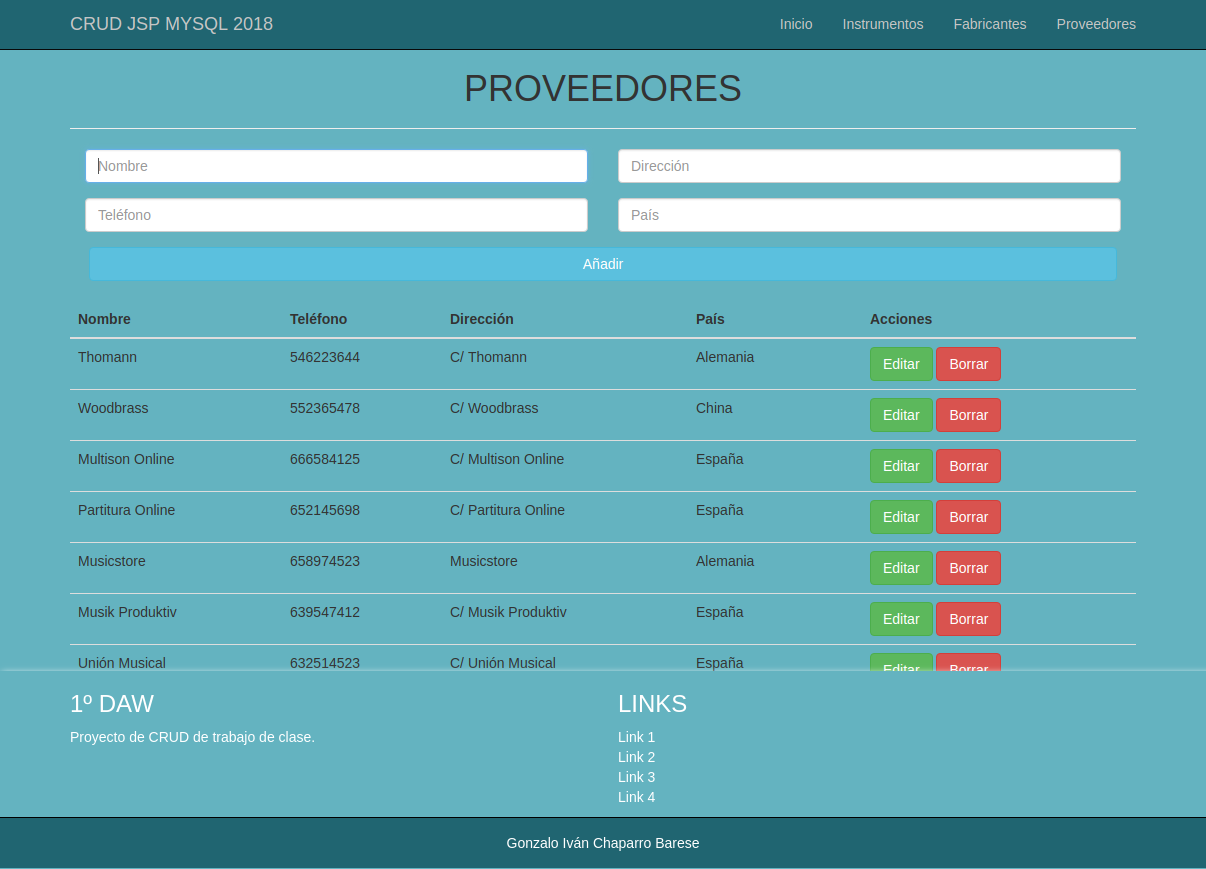 CRUD JSP MYSQL 2018 Inicio Instrumentos Fabricantes Proveedores
PROVEEDORES
Nombre Dirección
Teléfono País
Añadir
Nombre Teléfono Dirección País Acciones
Thomann 546223644 C/ Thomann Alemania Editar Borrar
Woodbrass 552365478 C/ Woodbrass China Editar Borrar
Multison Online 666584125 C/ Multison Online España Editar Borrar
Partitura Online 652145698 C/ Partitura Online España Editar Borrar
Musicstore 658974523 Musicstore Alemania Editar Borrar
Musik Produktiv 639547412 C/ Musik Produktiv España Editar Borrar
Unión Musical 632514523 C/ Unión Musical España Editar Borrar
1º DAW LINKS
Proyecto de CRUD de trabajo de clase. Link 1
Link 2
Link 3
Link 4
Gonzalo Iván Chaparro Barese